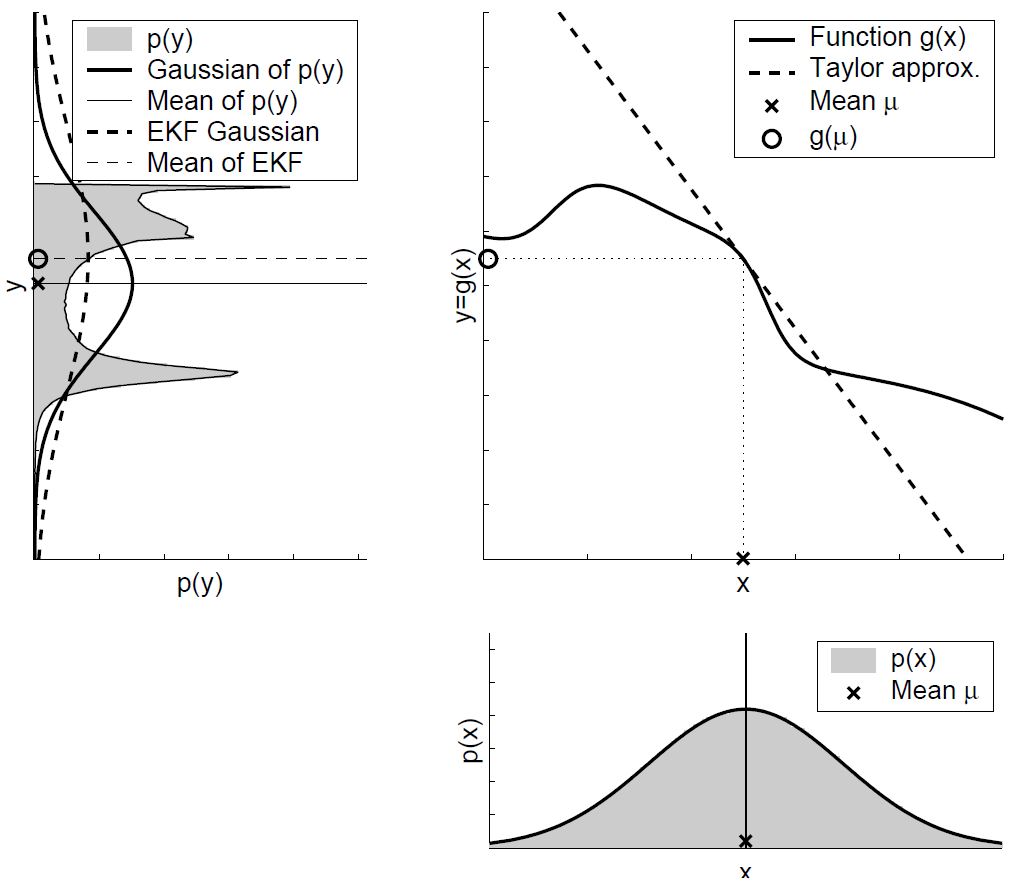 p(y)
Gaussian of p(y)
Mean of p(y)
EKF Gaussian
Mean of EKF
y
p(y)
Function g(x)
Taylor approx.
Mean μ
g(μ)
y=g(x)
x
p(x)
Mean μ
p(x)
x